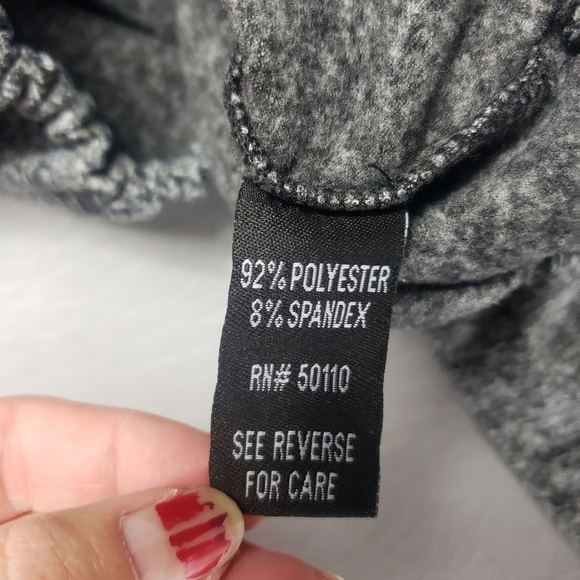 92% POLYESTER
8% SPANDEX
RN# 50110
SEE REVERSE
FOR CARE